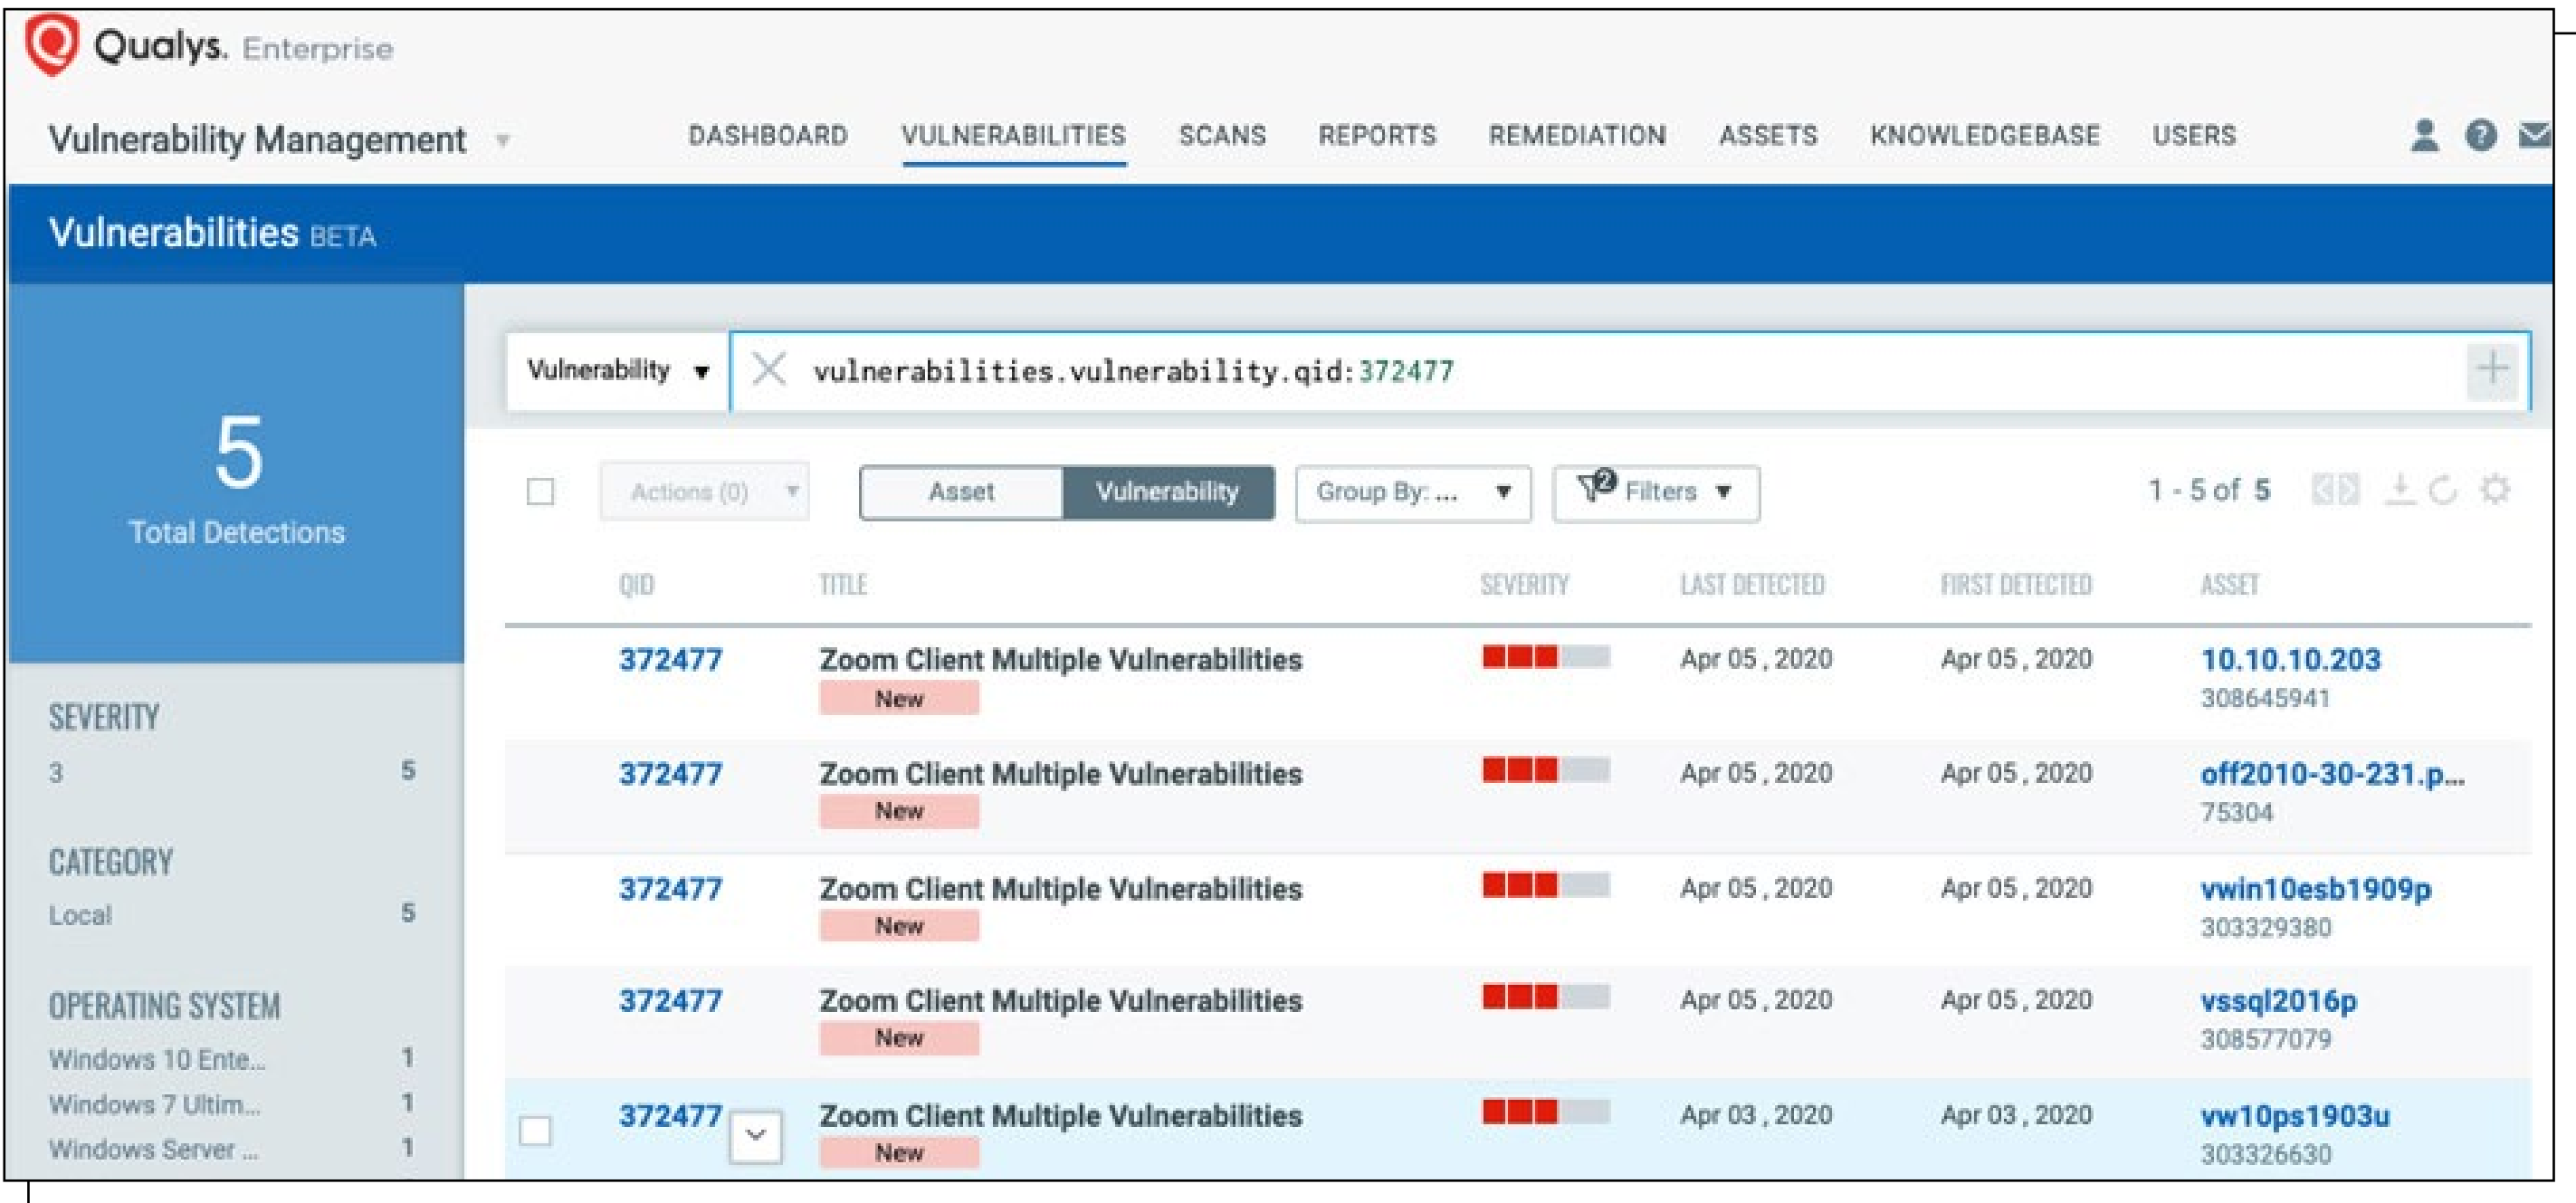 Qualys. Enterprise
Vulnerability Management DASHBOARD VULNERABILITIES SCANS REPORTS REMEDIATION ASSETS KNOWLEDGEBASE USERS
Vulnerabilities BETA
5
Total Detections
SEVERITY
3 5
CATEGORY
Local 5
OPERATING SYSTEM
Windows 10 Ente... 1
Windows 7 Ultim... 1
Windows Server ... 1
Vulnerability vulnerabilities.vulnerability.qid:372477
Actions (0) Asset Vulnerability Group By: ... 2 Filters 1 - 5 of 5
QID TITLE SEVERITY LAST DETECTED FIRST DETECTED ASSET
372477 Zoom Client Multiple Vulnerabilities Apr 05 , 2020 Apr 05 , 2020 10.10.10.203
New 308645941
372477 Zoom Client Multiple Vulnerabilities Apr 05 , 2020 Apr 05 , 2020 off2010-30-231.p...
New 75304
372477 Zoom Client Multiple Vulnerabilities Apr 05 , 2020 Apr 05 , 2020 vwin10esb1909p
New 303329380
372477 Zoom Client Multiple Vulnerabilities Apr 05 , 2020 Apr 05 , 2020 vssql2016p
New 308577079
372477 Zoom Client Multiple Vulnerabilities Apr 03 , 2020 Apr 03 , 2020 vw10ps1903u
New 303326630